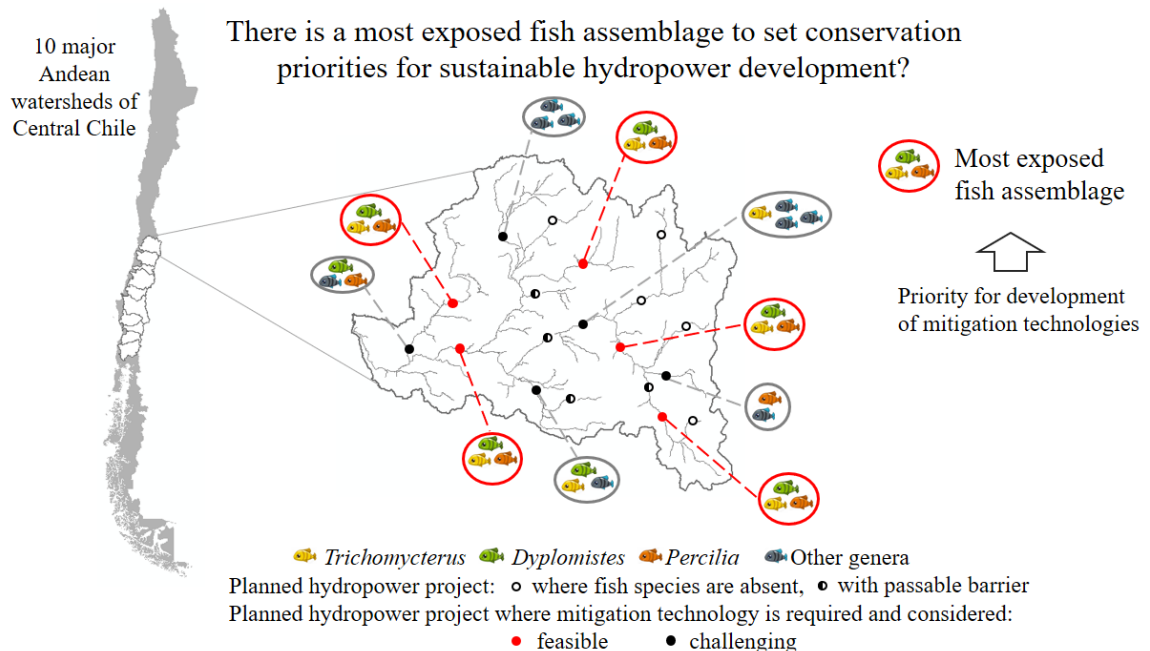 There is a most exposed fish assemblage to set conservation
priorities for sustainable hydropower development?
10 major
Andean
watersheds of
Central Chile
Most exposed
fish assemblage
Priority for development
of mitigation technologies
Trichomycterus Dyplomistes Percilia Other genera
Planned hydropower project: where fish species are absent, with passable barrier
Planned hydropower project where mitigation technology is required and considered:
feasible challenging